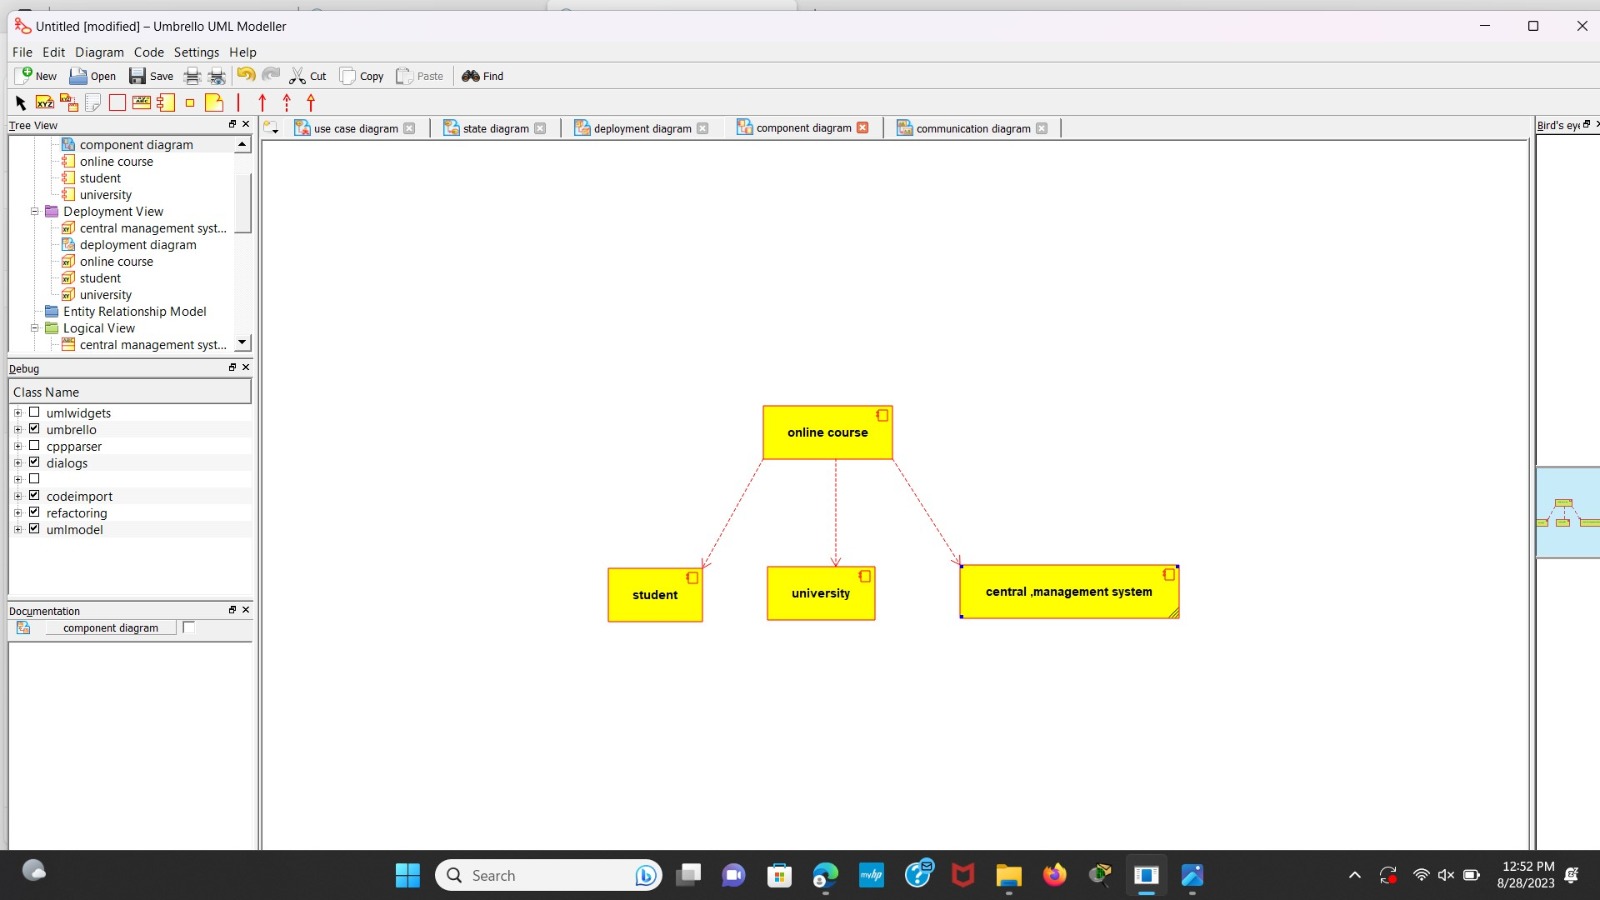 Untitled [modified] – Umbrello UML Modeller
File Edit Diagram Code Settings Help
New Open Save Cut Copy Paste Find
Tree View
use case diagram state diagram deployment diagram component diagram communication diagram
Bird's eye
component diagram
online course
student
university
Deployment View
central management syst...
deployment diagram
online course
student
university
Entity Relationship Model
Logical View
central management syst...
Debug
Class Name
umlwidgets
umbrello
cppparser
dialogs
codeimport
refactoring
umlmodel
Documentation
component diagram
online course
student
university
central ,management system
Search
myhp
12:52 PM
8/28/2023